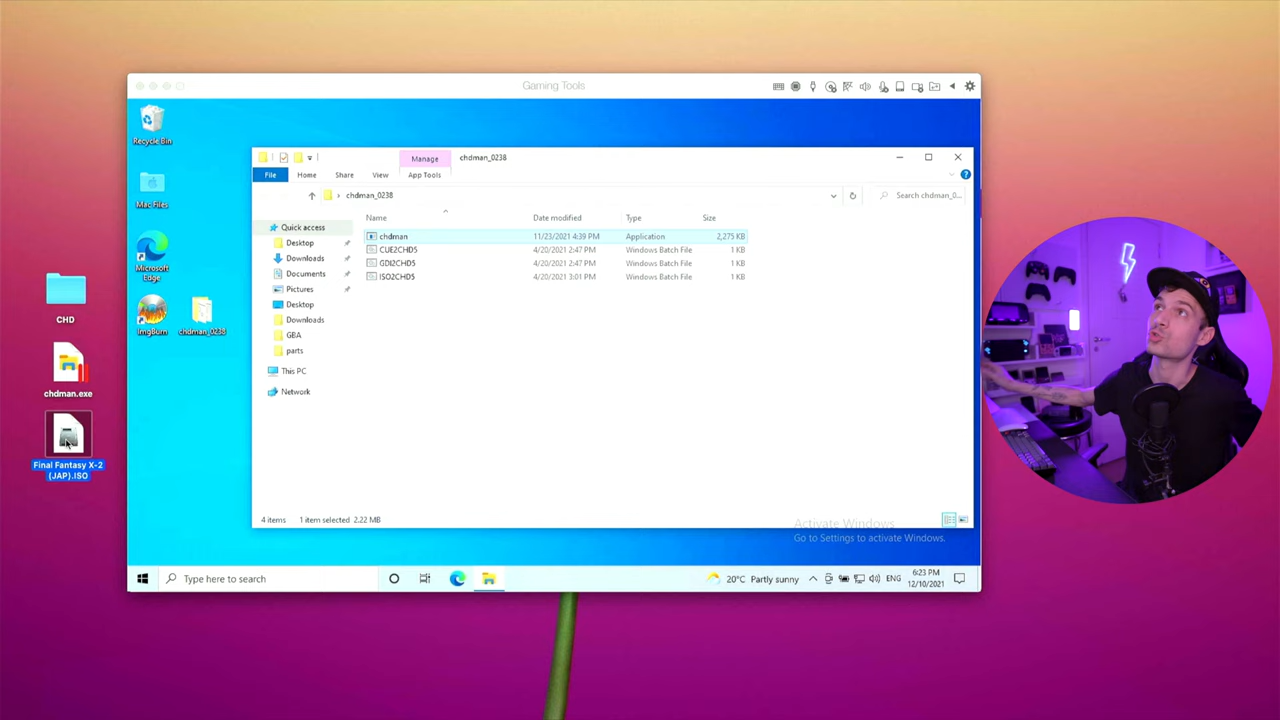 Gaming Tools
Recycle Bin
Mac Files
Microsoft
Edge
ImgBurn
chdman_0238
CHD
chdman.exe
Final Fantasy X-2
(JAP).ISO
Manage
chdman_0238
File
Home
Share
View
App Tools
chdman_0238
Search chdman_0...
Name
Date modified
Type
Size
Quick access
Desktop
Downloads
Documents
Pictures
Desktop
Downloads
GBA
parts
This PC
Network
chdman 11/23/2021 4:39 PM Application 2,275 KB
CUE2CHD5 4/20/2021 2:47 PM Windows Batch File 1 KB
GDI2CHD5 4/20/2021 2:47 PM Windows Batch File 1 KB
ISO2CHD5 4/20/2021 3:01 PM Windows Batch File 1 KB
4 items 1 item selected 2.22 MB
Activate Windows
Go to Settings to activate Windows.
Type here to search
20°C Partly sunny
ENG
6:23 PM
12/10/2021